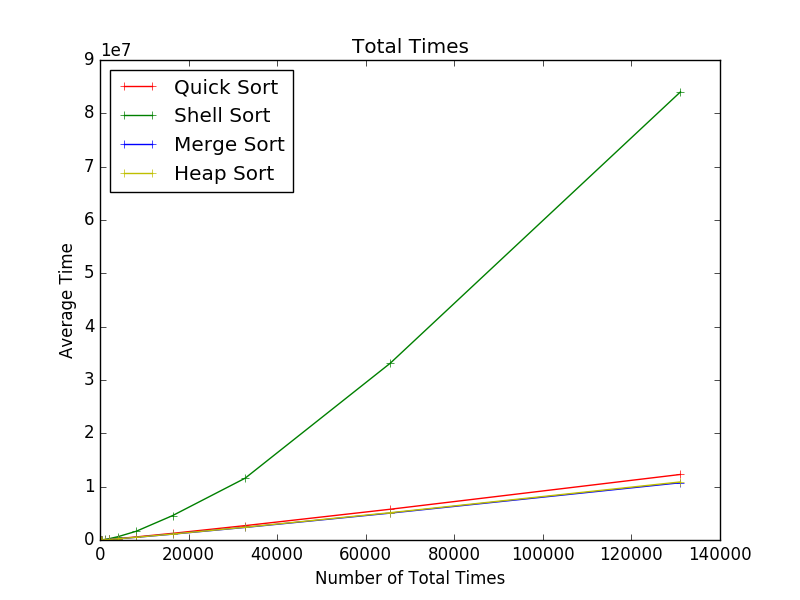 Total Times
1e7
9
8
7
6
5
4
3
2
1
0
Quick Sort
Shell Sort
Merge Sort
Heap Sort
Average Time
0 20000 40000 60000 80000 100000 120000 140000
Number of Total Times